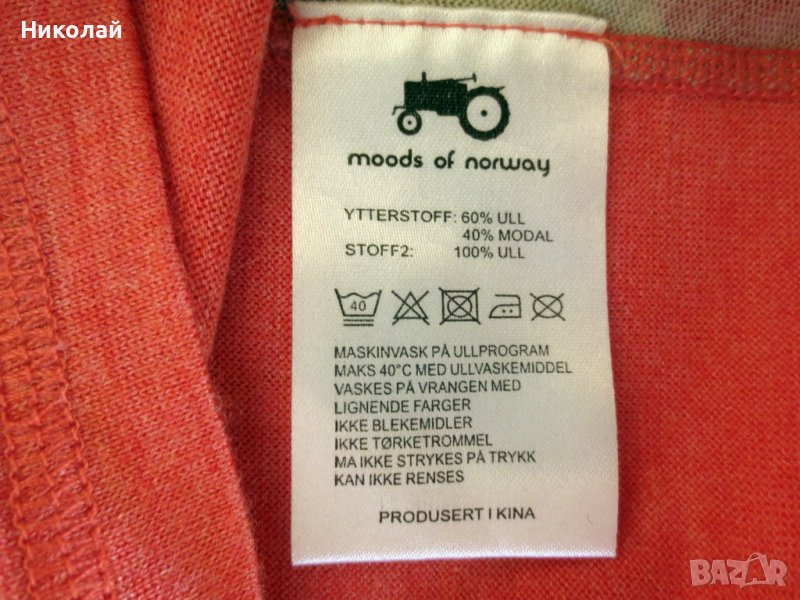 Николай
moods of norway
YTTERSTOFF: 60% ULL
40% MODAL
STOFF2: 100% ULL
40
MASKINVASK PÅ ULLPROGRAM
MAKS 40°C MED ULLVASKEMIDDEL
VASKES PÅ VRANGEN MED
LIGNENDE FARGER
IKKE BLEKEMIDLER
IKKE TØRKETROMMEL
MA IKKE STRYKES PÅ TRYKK
KAN IKKE RENSES
PRODUSERT I KINA
BAZAR